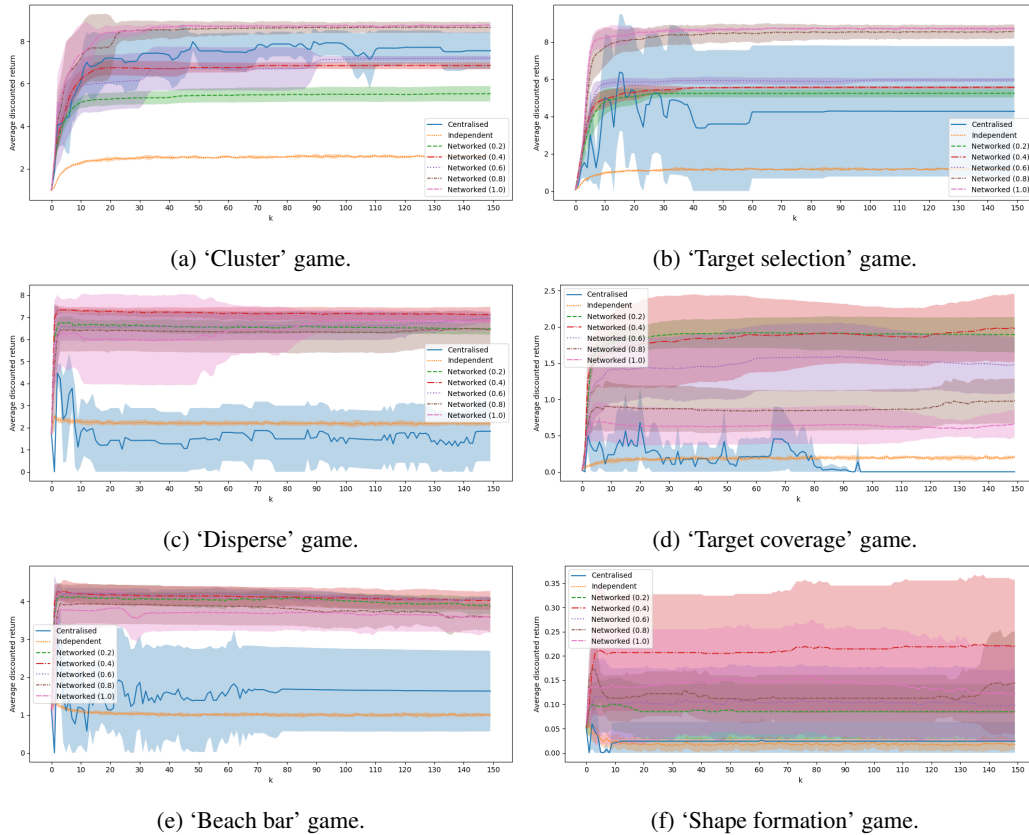 Average discounted return
8
6
4
2
0 10 20 30 40 50 60 70 80 90 100 110 120 130 140 150
k
Centralised
Independent
Networked (0.2)
Networked (0.4)
Networked (0.6)
Networked (0.8)
Networked (1.0)
(a) ‘Cluster’ game.
Average discounted return
8
6
4
2
0
0 10 20 30 40 50 60 70 80 90 100 110 120 130 140 150
k
Centralised
Independent
Networked (0.2)
Networked (0.4)
Networked (0.6)
Networked (0.8)
Networked (1.0)
(b) ‘Target selection’ game.
Average discounted return
8
7
6
5
4
3
2
1
0
0 10 20 30 40 50 60 70 80 90 100 110 120 130 140 150
k
Centralised
Independent
Networked (0.2)
Networked (0.4)
Networked (0.6)
Networked (0.8)
Networked (1.0)
(c) ‘Disperse’ game.
Average discounted return
2.5
2.0
1.5
1.0
0.5
0.0
0 10 20 30 40 50 60 70 80 90 100 110 120 130 140 150
k
Centralised
Independent
Networked (0.2)
Networked (0.4)
Networked (0.6)
Networked (0.8)
Networked (1.0)
(d) ‘Target coverage’ game.
Average discounted return
4
3
2
1
0
0 10 20 30 40 50 60 70 80 90 100 110 120 130 140 150
k
Centralised
Independent
Networked (0.2)
Networked (0.4)
Networked (0.6)
Networked (0.8)
Networked (1.0)
(e) ‘Beach bar’ game.
Average discounted return
0.35
0.30
0.25
0.20
0.15
0.10
0.05
0.00
0 10 20 30 40 50 60 70 80 90 100 110 120 130 140 150
k
Centralised
Independent
Networked (0.2)
Networked (0.4)
Networked (0.6)
Networked (0.8)
Networked (1.0)
(f) ‘Shape formation’ game.